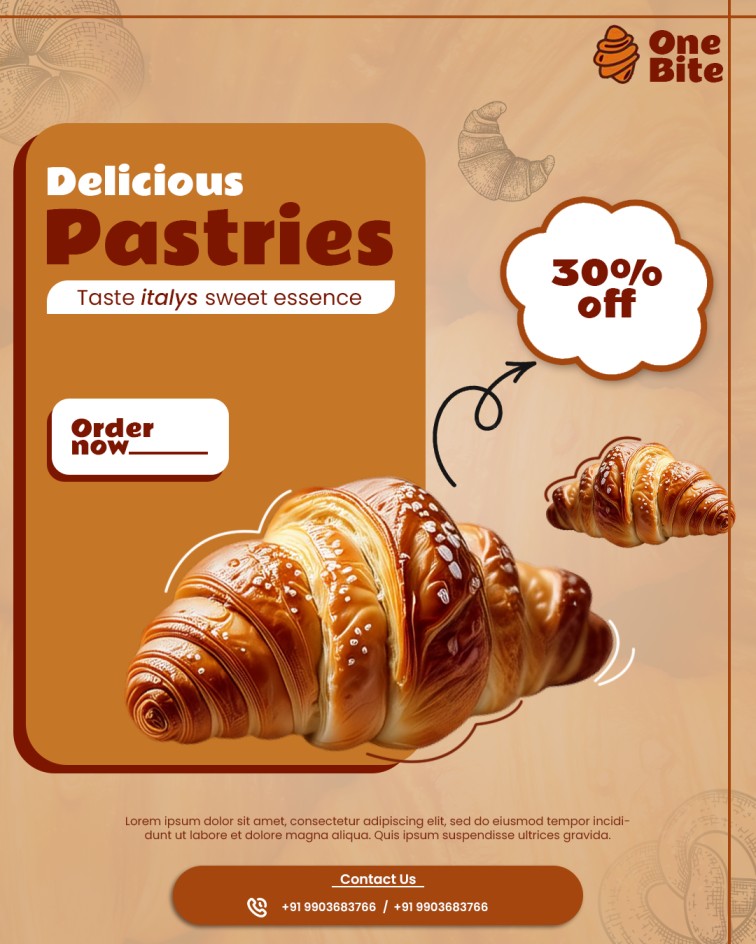 One
Bite
Delicious
Pastries
Taste italys sweet essence
30%
off
Order
now______
Lorem ipsum dolor sit amet, consectetur adipiscing elit, sed do eiusmod tempor incidi-
dunt ut labore et dolore magna aliqua. Quis ipsum suspendisse ultrices gravida.
Contact Us
+91 9903683766 / +91 9903683766